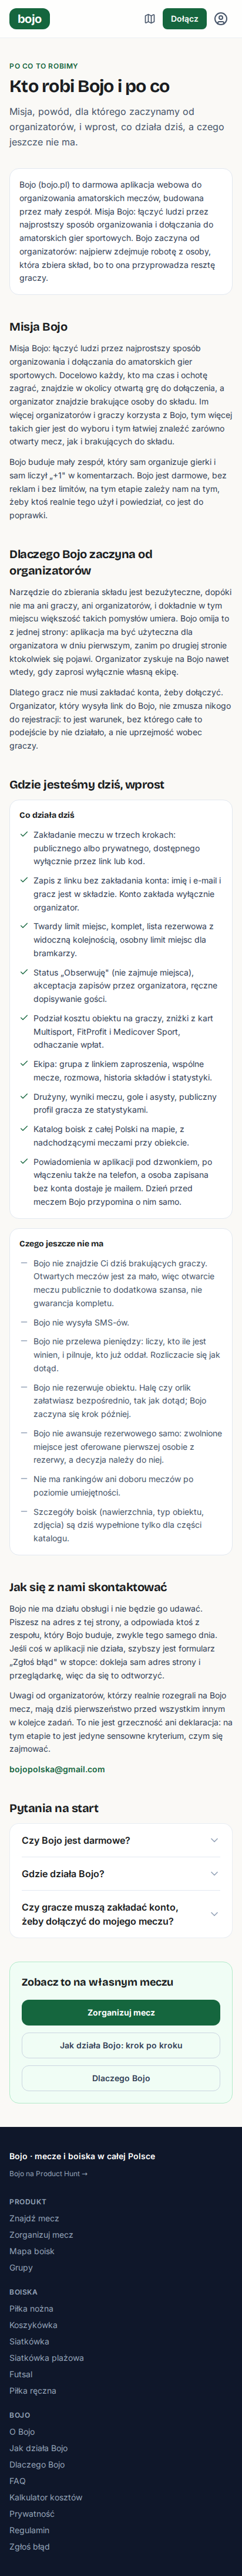 bojo
Dołącz
PO CO TO ROBIMY
Kto robi Bojo i po co
Misja, powód, dla którego zaczynamy od
organizatorów, i wprost, co działa dziś, a czego
jeszcze nie ma.
Bojo (bojo.pl) to darmowa aplikacja webowa do
organizowania amatorskich meczów, budowana
przez mały zespół. Misja Bojo: łączyć ludzi przez
najprostszy sposób organizowania i dołączania do
amatorskich gier sportowych. Bojo zaczyna od
organizatorów: najpierw zdejmuje robotę z osoby,
która zbiera skład, bo to ona przyprowadza resztę
graczy.
Misja Bojo
Misja Bojo: łączyć ludzi przez najprostszy sposób
organizowania i dołączania do amatorskich gier
sportowych. Docelowo każdy, kto ma czas i ochotę
zagrać, znajdzie w okolicy otwartą grę do dołączenia, a
organizator znajdzie brakujące osoby do składu. Im
więcej organizatorów i graczy korzysta z Bojo, tym więcej
takich gier jest do wyboru i tym łatwiej znaleźć zarówno
otwarty mecz, jak i brakujących do składu.
Bojo buduje mały zespół, który sam organizuje gierki i
sam liczył „+1" w komentarzach. Bojo jest darmowe, bez
reklam i bez limitów, na tym etapie zależy nam na tym,
żeby ktoś realnie tego użył i powiedział, co jest do
poprawki.
Dlaczego Bojo zaczyna od
organizatorów
Narzędzie do zbierania składu jest bezużyteczne, dopóki
nie ma ani graczy, ani organizatorów, i dokładnie w tym
miejscu większość takich pomysłów umiera. Bojo omija to
z jednej strony: aplikacja ma być użyteczna dla
organizatora w dniu pierwszym, zanim po drugiej stronie
ktokolwiek się pojawi. Organizator zyskuje na Bojo nawet
wtedy, gdy zaprosi wyłącznie własną ekipę.
Dlatego gracz nie musi zakładać konta, żeby dołączyć.
Organizator, który wysyła link do Bojo, nie zmusza nikogo
do rejestracji: to jest warunek, bez którego całe to
podejście by nie działało, a nie uprzejmość wobec
graczy.
Gdzie jesteśmy dziś, wprost
Co działa dziś
Zakładanie meczu w trzech krokach:
publicznego albo prywatnego, dostępnego
wyłącznie przez link lub kod.
Zapis z linku bez zakładania konta: imię i e-mail i
gracz jest w składzie. Konto zakłada wyłącznie
organizator.
Twardy limit miejsc, komplet, lista rezerwowa z
widoczną kolejnością, osobny limit miejsc dla
bramkarzy.
Status „Obserwuję" (nie zajmuje miejsca),
akceptacja zapisów przez organizatora, ręczne
dopisywanie gości.
Podział kosztu obiektu na graczy, zniżki z kart
Multisport, FitProfit i Medicover Sport,
odhaczanie wpłat.
Ekipa: grupa z linkiem zaproszenia, wspólne
mecze, rozmowa, historia składów i statystyki.
Drużyny, wyniki meczu, gole i asysty, publiczny
profil gracza ze statystykami.
Katalog boisk z całej Polski na mapie, z
nadchodzącymi meczami przy obiekcie.
Powiadomienia w aplikacji pod dzwonkiem, po
włączeniu także na telefon, a osoba zapisana
bez konta dostaje je mailem. Dzień przed
meczem Bojo przypomina o nim samo.
Czego jeszcze nie ma
Bojo nie znajdzie Ci dziś brakujących graczy.
Otwartych meczów jest za mało, więc otwarcie
meczu publicznie to dodatkowa szansa, nie
gwarancja kompletu.
Bojo nie wysyła SMS-ów.
Bojo nie przelewa pieniędzy: liczy, kto ile jest
winien, i pilnuje, kto już oddał. Rozliczacie się jak
dotąd.
Bojo nie rezerwuje obiektu. Halę czy orlik
załatwiasz bezpośrednio, tak jak dotąd; Bojo
zaczyna się krok później.
Bojo nie awansuje rezerwowego samo: zwolnione
miejsce jest oferowane pierwszej osobie z
rezerwy, a decyzja należy do niej.
Nie ma rankingów ani doboru meczów po
poziomie umiejętności.
Szczegóły boisk (nawierzchnia, typ obiektu,
zdjęcia) są dziś wypełnione tylko dla części
katalogu.
Jak się z nami skontaktować
Bojo nie ma działu obsługi i nie będzie go udawać.
Piszesz na adres z tej strony, a odpowiada ktoś z
zespołu, który Bojo buduje, zwykle tego samego dnia.
Jeśli coś w aplikacji nie działa, szybszy jest formularz
„Zgłoś błąd" w stopce: dokleja sam adres strony i
przeglądarkę, więc da się to odtworzyć.
Uwagi od organizatorów, którzy realnie rozegrali na Bojo
mecz, mają dziś pierwszeństwo przed wszystkim innym
w kolejce zadań. To nie jest grzeczność ani deklaracja: na
tym etapie to jest jedyne sensowne kryterium, czym się
zajmować.
bojopolska@gmail.com
Pytania na start
Czy Bojo jest darmowe?
Gdzie działa Bojo?
Czy gracze muszą zakładać konto,
żeby dołączyć do mojego meczu?
Zobacz to na własnym meczu
Zorganizuj mecz
Jak działa Bojo: krok po kroku
Dlaczego Bojo
Bojo · mecze i boiska w całej Polsce
Bojo na Product Hunt →
PRODUKT
Znajdź mecz
Zorganizuj mecz
Mapa boisk
Grupy
BOISKA
Piłka nożna
Koszykówka
Siatkówka
Siatkówka plażowa
Futsal
Piłka ręczna
BOJO
O Bojo
Jak działa Bojo
Dlaczego Bojo
FAQ
Kalkulator kosztów
Prywatność
Regulamin
Zgłoś błąd